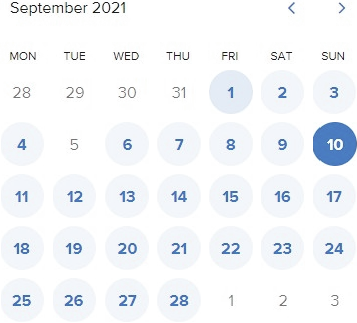 September 2021
MON TUE WED THU FRI SAT SUN
28 29 30 31 1 2 3
4 5 6 7 8 9 10
11 12 13 14 15 16 17
18 19 20 21 22 23 24
25 26 27 28 1 2 3